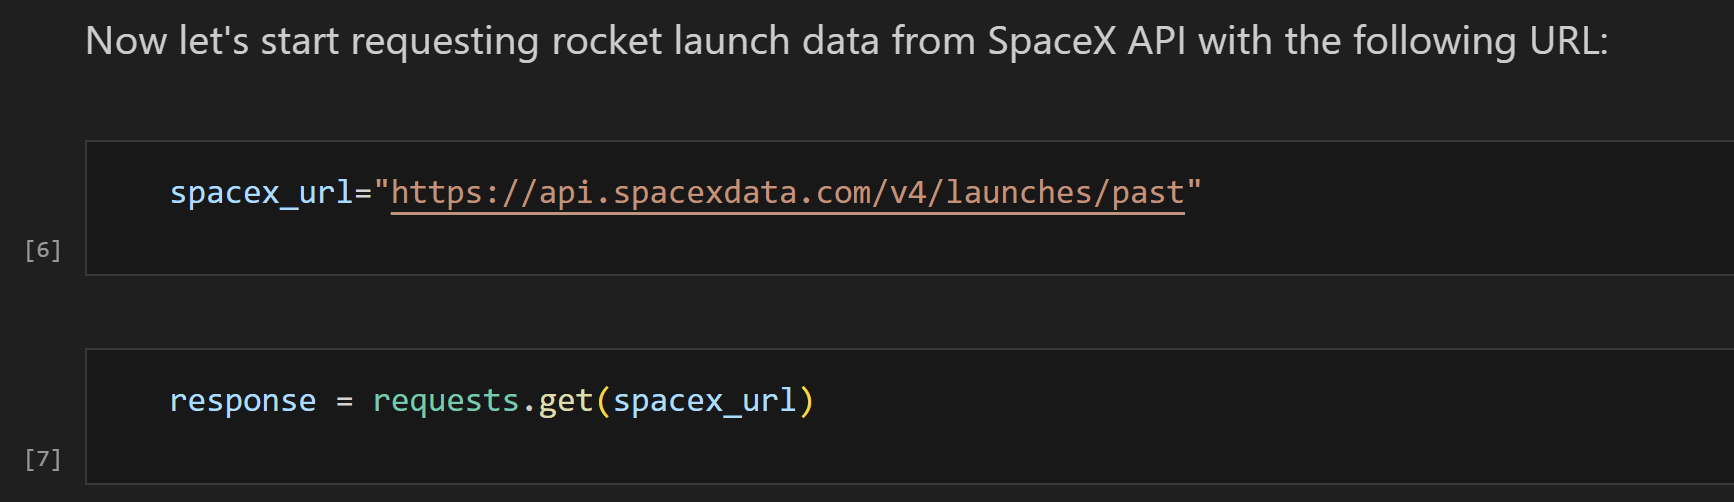 Now let's start requesting rocket launch data from SpaceX API with the following URL:
spacex_url="https://api.spacexdata.com/v4/launches/past"
[6]
response = requests.get(spacex_url)
[7]